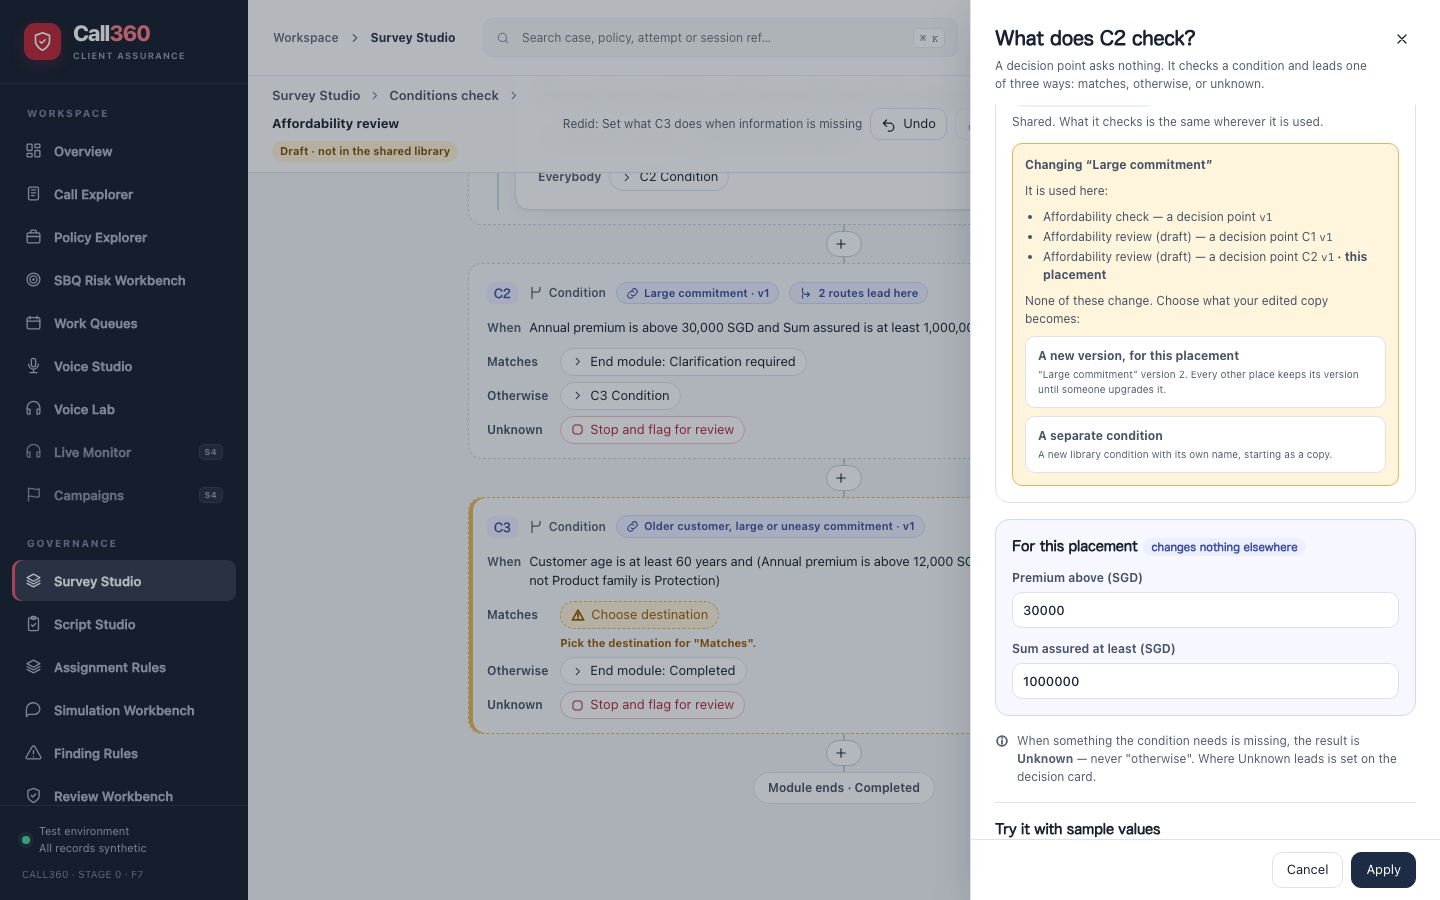 Call360
CLIENT ASSURANCE
WORKSPACE
Overview
Call Explorer
Policy Explorer
SBQ Risk Workbench
Work Queues
Voice Studio
Voice Lab
Live Monitor S4
Campaigns S4
GOVERNANCE
Survey Studio
Script Studio
Assignment Rules
Simulation Workbench
Finding Rules
Review Workbench
Test environment
All records synthetic
CALL360 · STAGE 0 · F7
Workspace > Survey Studio
Search case, policy, attempt or session ref...
⌘ K
Survey Studio > Conditions check >
Affordability review
Draft · not in the shared library
Redid: Set what C3 does when information is missing
Undo
Everybody > C2 Condition
+
C2 Condition Large commitment · v1 2 routes lead here
When Annual premium is above 30,000 SGD and Sum assured is at least 1,000,00
Matches > End module: Clarification required
Otherwise > C3 Condition
Unknown Stop and flag for review
+
C3 Condition Older customer, large or uneasy commitment · v1
When Customer age is at least 60 years and (Annual premium is above 12,000 SG
not Product family is Protection)
Matches Choose destination
Pick the destination for "Matches".
Otherwise > End module: Completed
Unknown Stop and flag for review
+
Module ends · Completed
What does C2 check?
A decision point asks nothing. It checks a condition and leads one
of three ways: matches, otherwise, or unknown.
Shared. What it checks is the same wherever it is used.
Changing “Large commitment”
It is used here:
• Affordability check — a decision point v1
• Affordability review (draft) — a decision point C1 v1
• Affordability review (draft) — a decision point C2 v1 · this
placement
None of these change. Choose what your edited copy
becomes:
A new version, for this placement
“Large commitment” version 2. Every other place keeps its version
until someone upgrades it.
A separate condition
A new library condition with its own name, starting as a copy.
For this placement changes nothing elsewhere
Premium above (SGD)
30000
Sum assured at least (SGD)
1000000
When something the condition needs is missing, the result is
Unknown — never "otherwise". Where Unknown leads is set on the
decision card.
Try it with sample values
Cancel
Apply